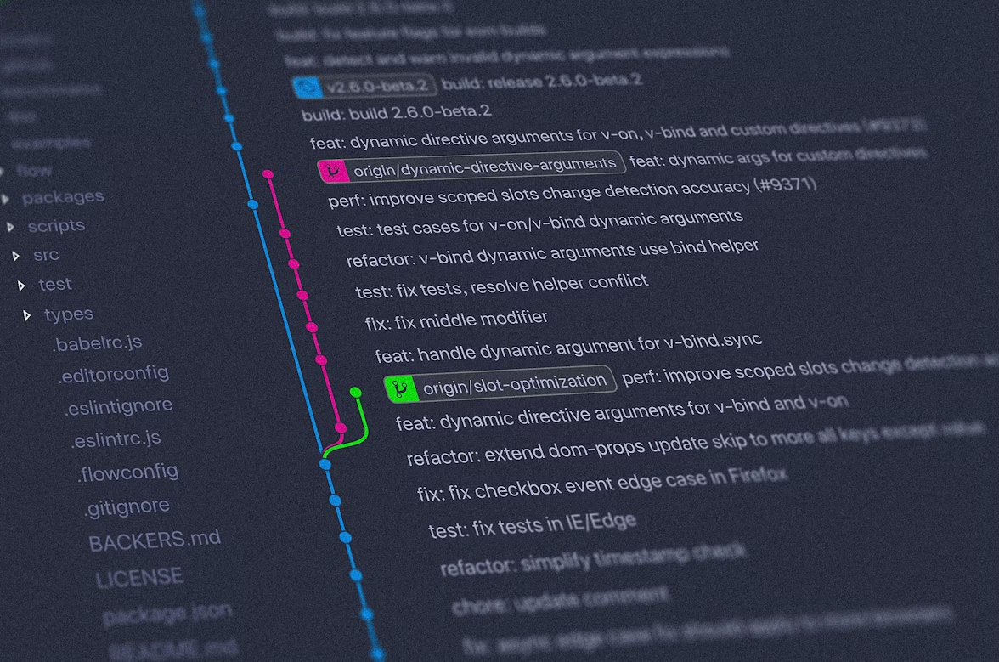 examples
flow
packages
scripts
src
test
types
.babelrc.js
.editorconfig
.eslintignore
.eslintrc.js
.flowconfig
.gitignore
BACKERS.md
LICENSE
package.json
README.md
build: build 2.6.0-beta.3
build: fix feature flags for esm builds
feat: detect and warn invalid dynamic argument expressions
v2.6.0-beta.2 build: release 2.6.0-beta.2
build: build 2.6.0-beta.2
feat: dynamic directive arguments for v-on, v-bind and custom directives (#9373)
origin/dynamic-directive-arguments feat: dynamic args for custom directives
perf: improve scoped slots change detection accuracy (#9371)
test: test cases for v-on/v-bind dynamic arguments
refactor: v-bind dynamic arguments use bind helper
test: fix tests, resolve helper conflict
fix: fix middle modifier
feat: handle dynamic argument for v-bind.sync
origin/slot-optimization perf: improve scoped slots change detection
feat: dynamic directive arguments for v-bind and v-on
refactor: extend dom-props update skip to more all keys except value
fix: fix checkbox event edge case in Firefox
test: fix tests in IE/Edge
refactor: simplify timestamp check
chore: update comment
fix: async edge case fix should apply to more browsers